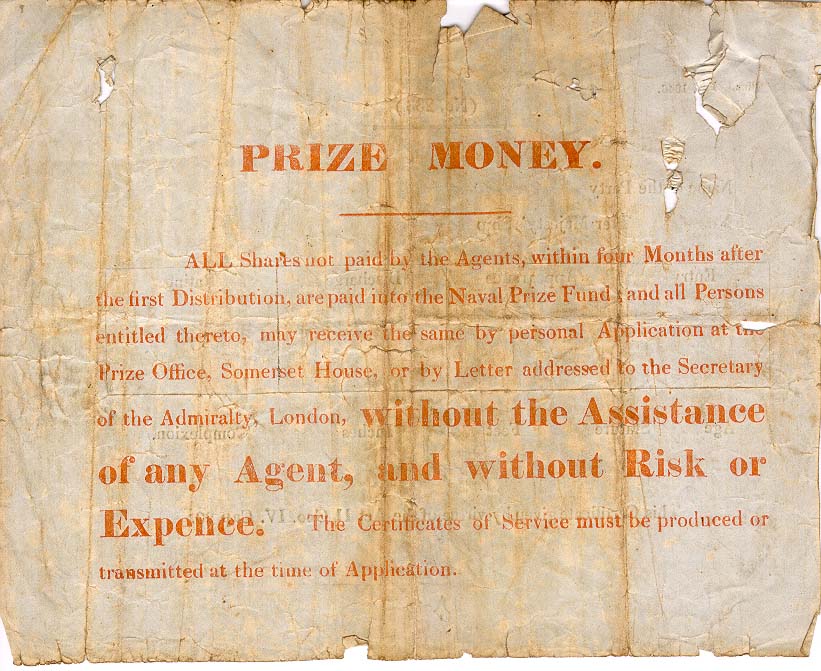 PRIZE MONEY.
ALL Shares not paid by the Agents, within four Months after
the first Distribution, are paid into the Naval Prize Fund; and all Persons
entitled thereto, may receive the same by personal Application at the
Prize Office, Somerset House, or by Letter addressed to the Secretary
of the Admiralty, London, without the Assistance
of any Agent, and without Risk or
Expence. The Certificates of Service must be produced or
transmitted at the time of Application.